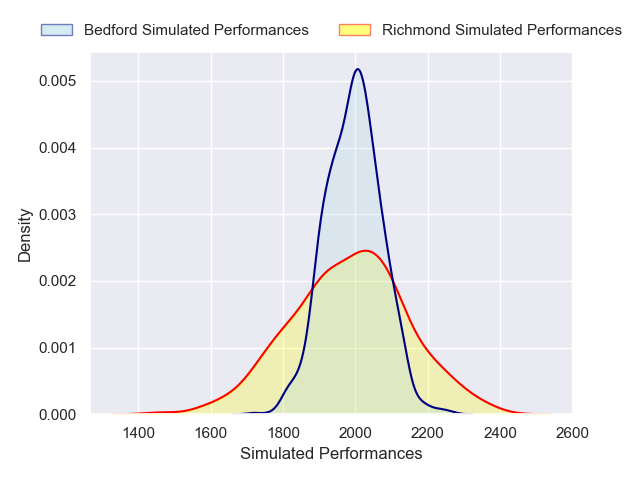 Bedford Simulated Performances
Richmond Simulated Performances
0.005
0.004
0.003
0.002
0.001
0.000
Density
1400 1600 1800 2000 2200 2400 2600
Simulated Performances